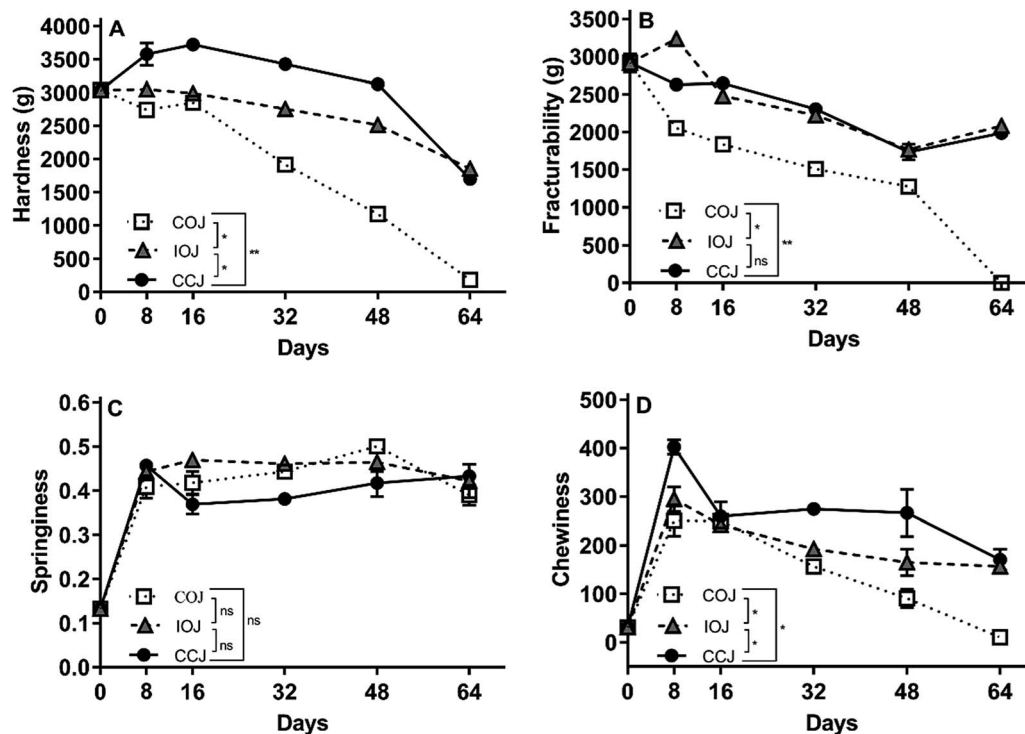 A
Hardness (g)
4000
3500
3000
2500
2000
1500
1000
500
0
COJ
IOJ
CCJ
*
*
**
0 8 16 32 48 64
Days
B
Fracturability (g)
3500
3000
2500
2000
1500
1000
500
0
COJ
IOJ
CCJ
*
ns
**
0 8 16 32 48 64
Days
C
Springiness
0.6
0.5
0.4
0.3
0.2
0.1
0.0
COJ
IOJ
CCJ
ns
ns
ns
0 8 16 32 48 64
Days
D
Chewiness
500
400
300
200
100
0
COJ
IOJ
CCJ
*
*
*
0 8 16 32 48 64
Days